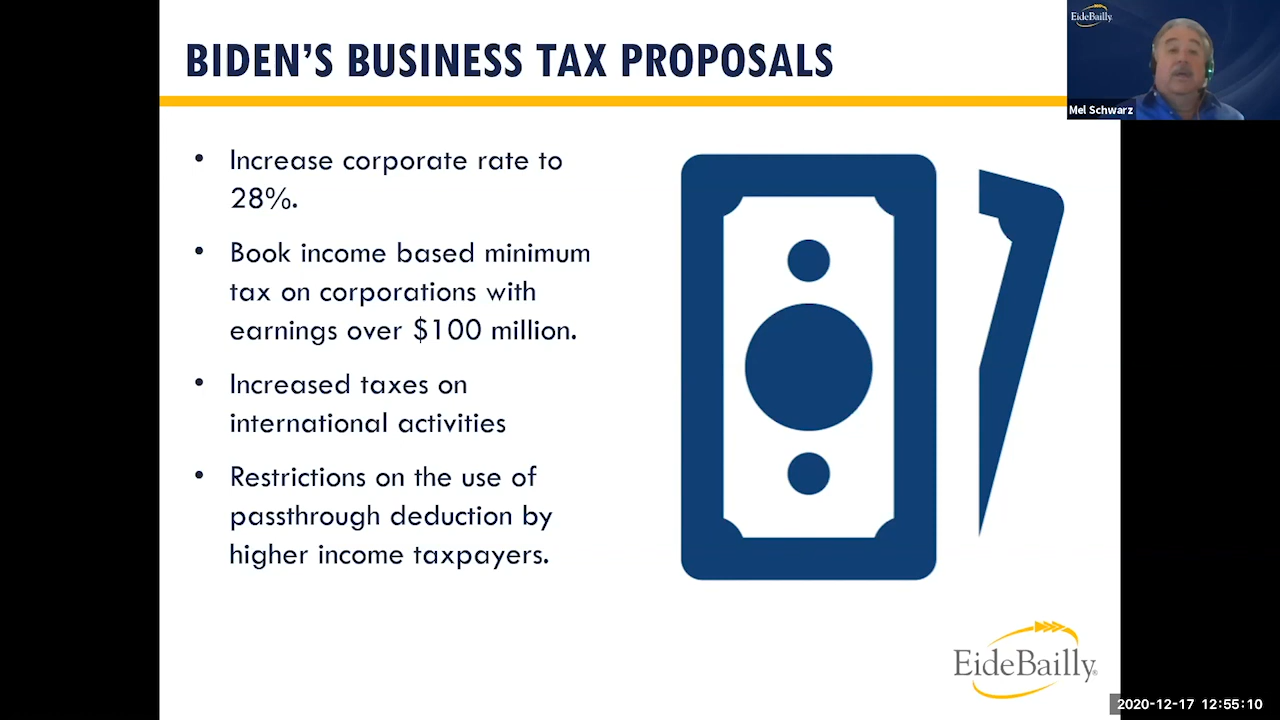 BIDEN'S BUSINESS TAX PROPOSALS
EideBailly.
Mel Schwarz
• Increase corporate rate to
28%.
• Book income based minimum
tax on corporations with
earnings over $100 million.
• Increased taxes on
international activities
• Restrictions on the use of
passthrough deduction by
higher income taxpayers.
EideBailly®
2020-12-17 12:55:10